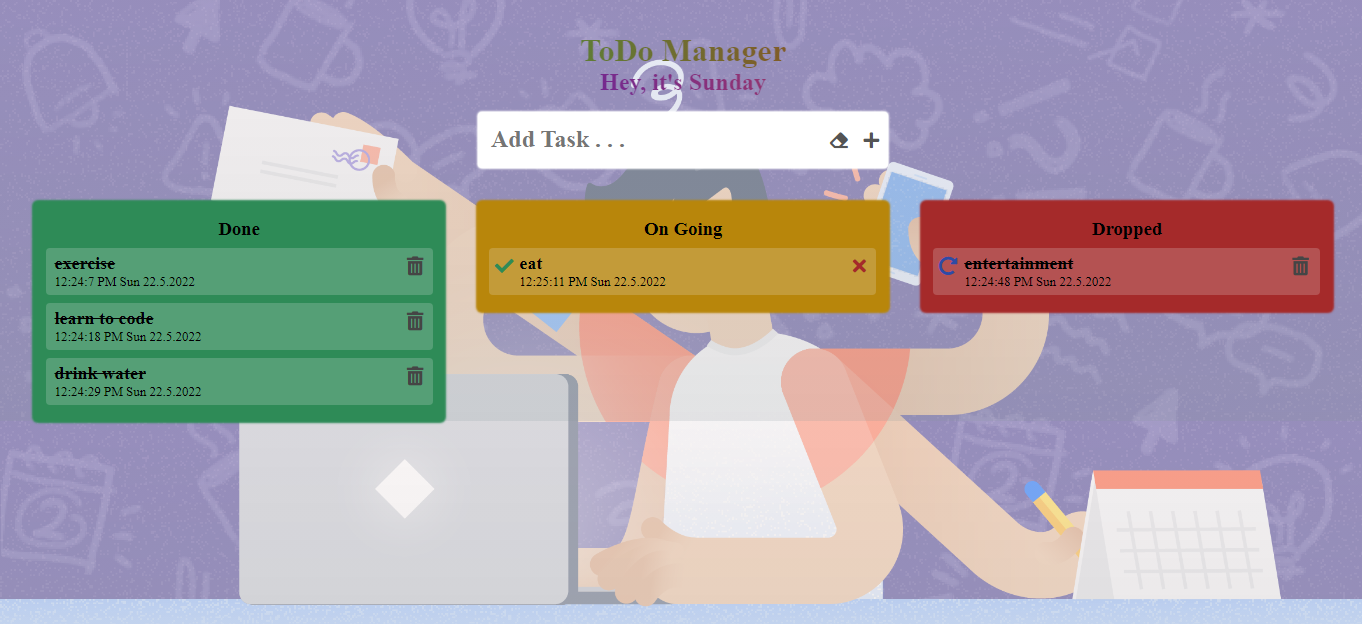 ToDo Manager
Hey, it's Sunday
Add Task . . .
Done
exercise
12:24:7 PM Sun 22.5.2022
learn to code
12:24:18 PM Sun 22.5.2022
drink water
12:24:29 PM Sun 22.5.2022
On Going
eat
12:25:11 PM Sun 22.5.2022
Dropped
entertainment
12:24:48 PM Sun 22.5.2022
2